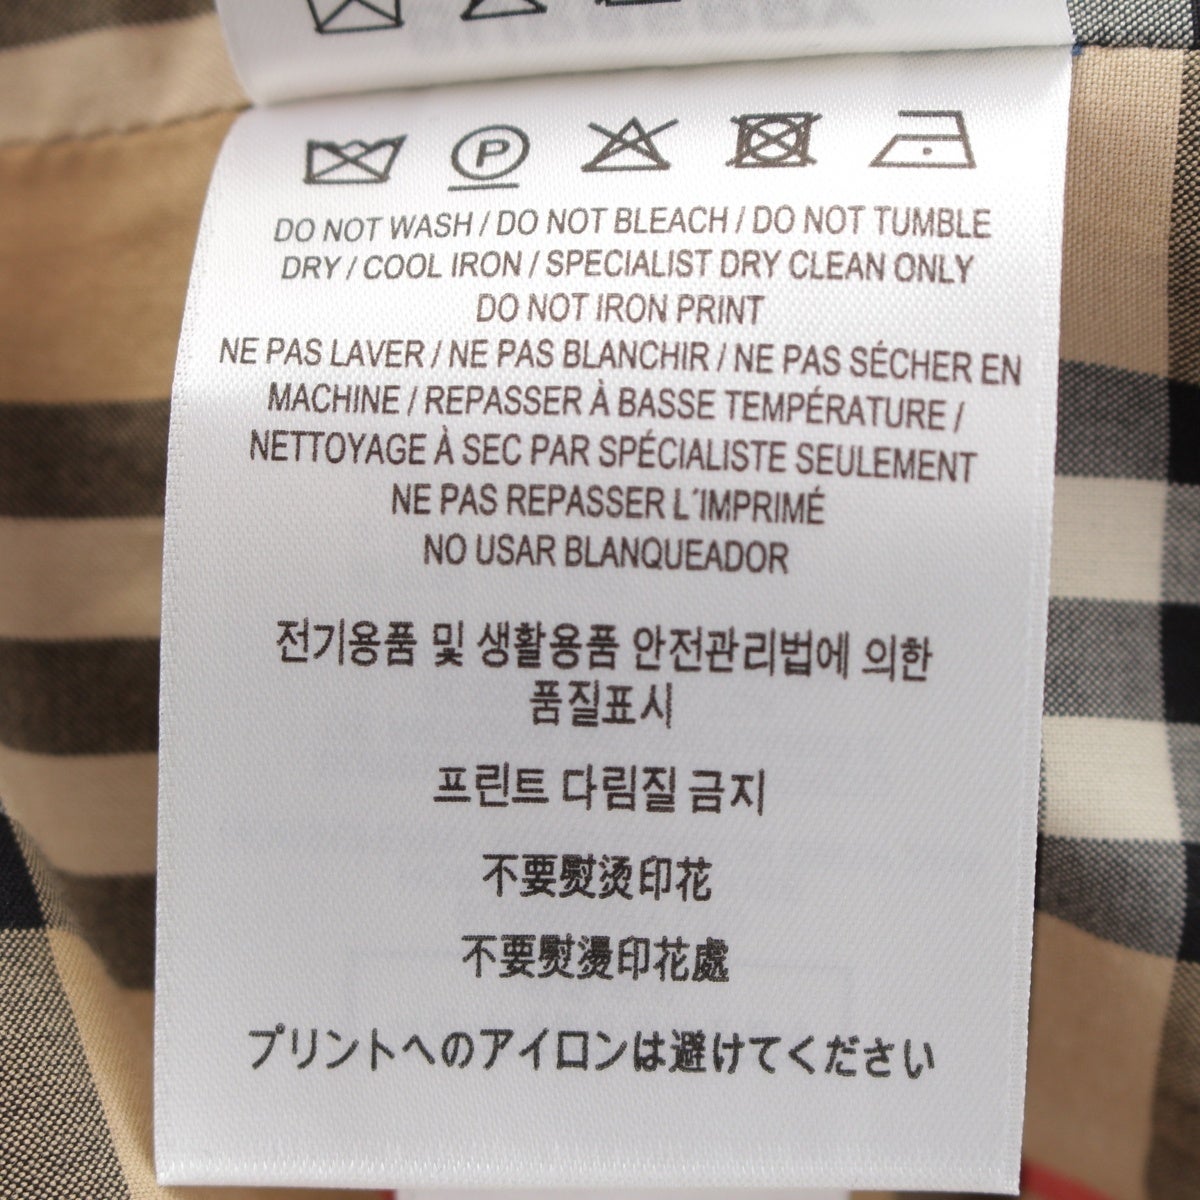 P
DO NOT WASH / DO NOT BLEACH / DO NOT TUMBLE
DRY / COOL IRON / SPECIALIST DRY CLEAN ONLY
DO NOT IRON PRINT
NE PAS LAVER / NE PAS BLANCHIR / NE PAS SÉCHER EN
MACHINE / REPASSER À BASSE TEMPÉRATURE /
NETTOYAGE À SEC PAR SPÉCIALISTE SEULEMENT
NE PAS REPASSER L´IMPRIMÉ
NO USAR BLANQUEADOR
전기용품 및 생활용품 안전관리법에 의한
품질표시
프린트 다림질 금지
不要熨烫印花
不要熨燙印花處
プリントへのアイロンは避けてください